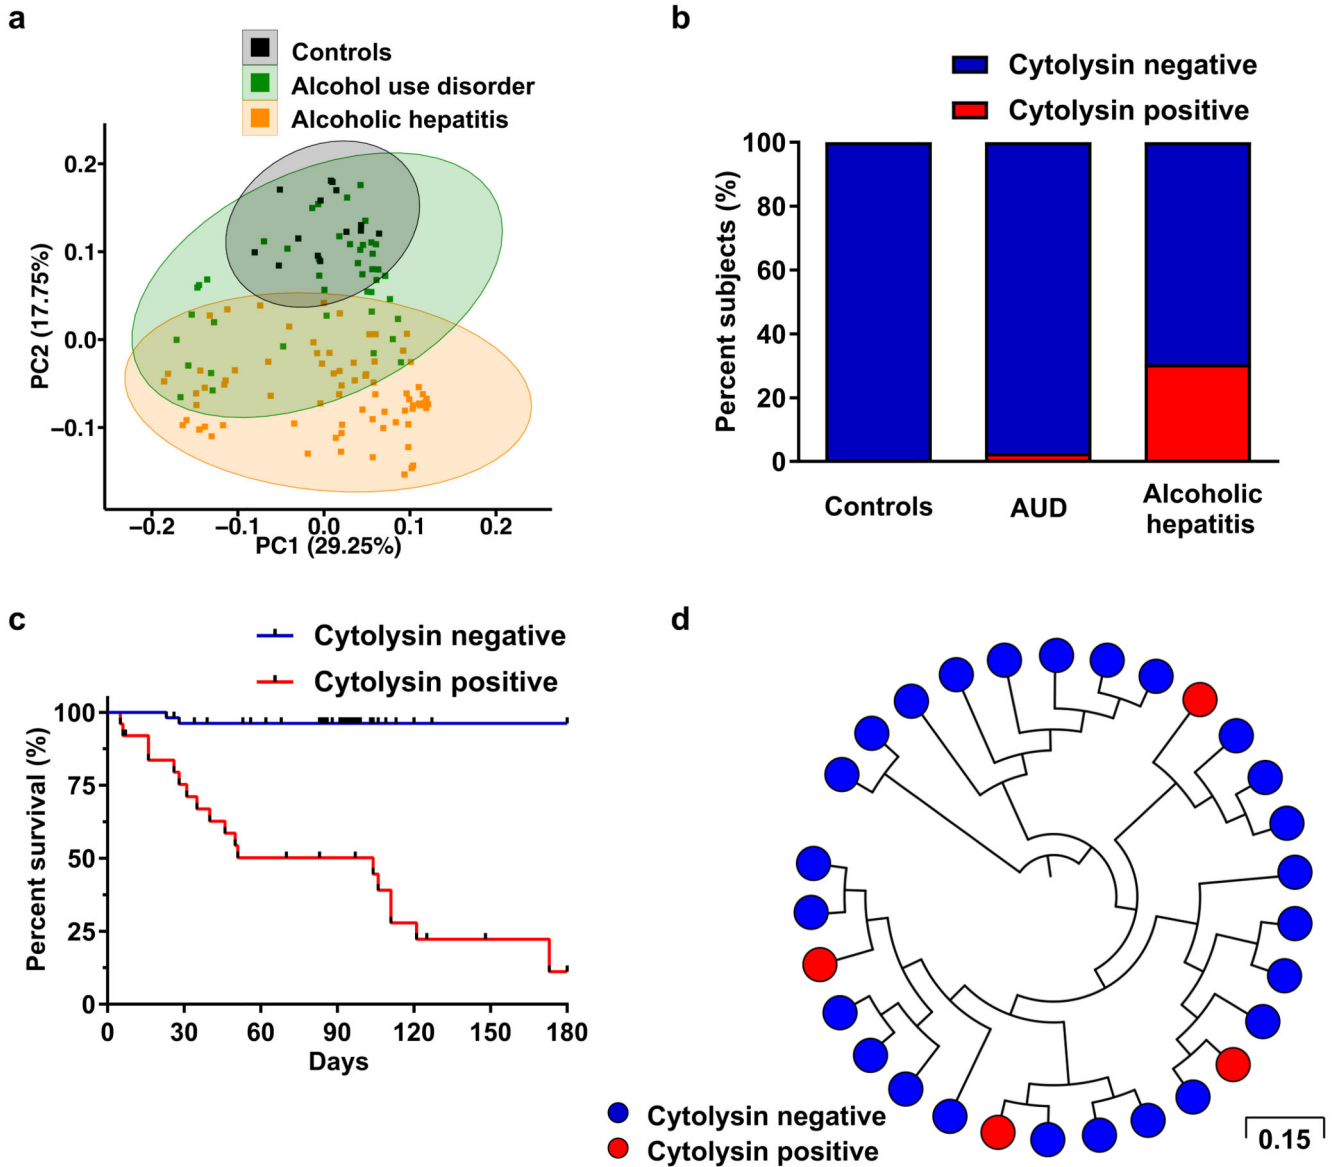 a
Controls
Alcohol use disorder
Alcoholic hepatitis
PC2 (17.75%)
0.2
0.1
0.0
−0.1
−0.2 −0.1 0.0 0.1 0.2
PC1 (29.25%)
b
Cytolysin negative
Cytolysin positive
Percent subjects (%)
100
80
60
40
20
0
Controls AUD Alcoholic
hepatitis
c
Cytolysin negative
Cytolysin positive
Percent survival (%)
100
75
50
25
0
0 30 60 90 120 150 180
Days
d
Cytolysin negative
Cytolysin positive
0.15